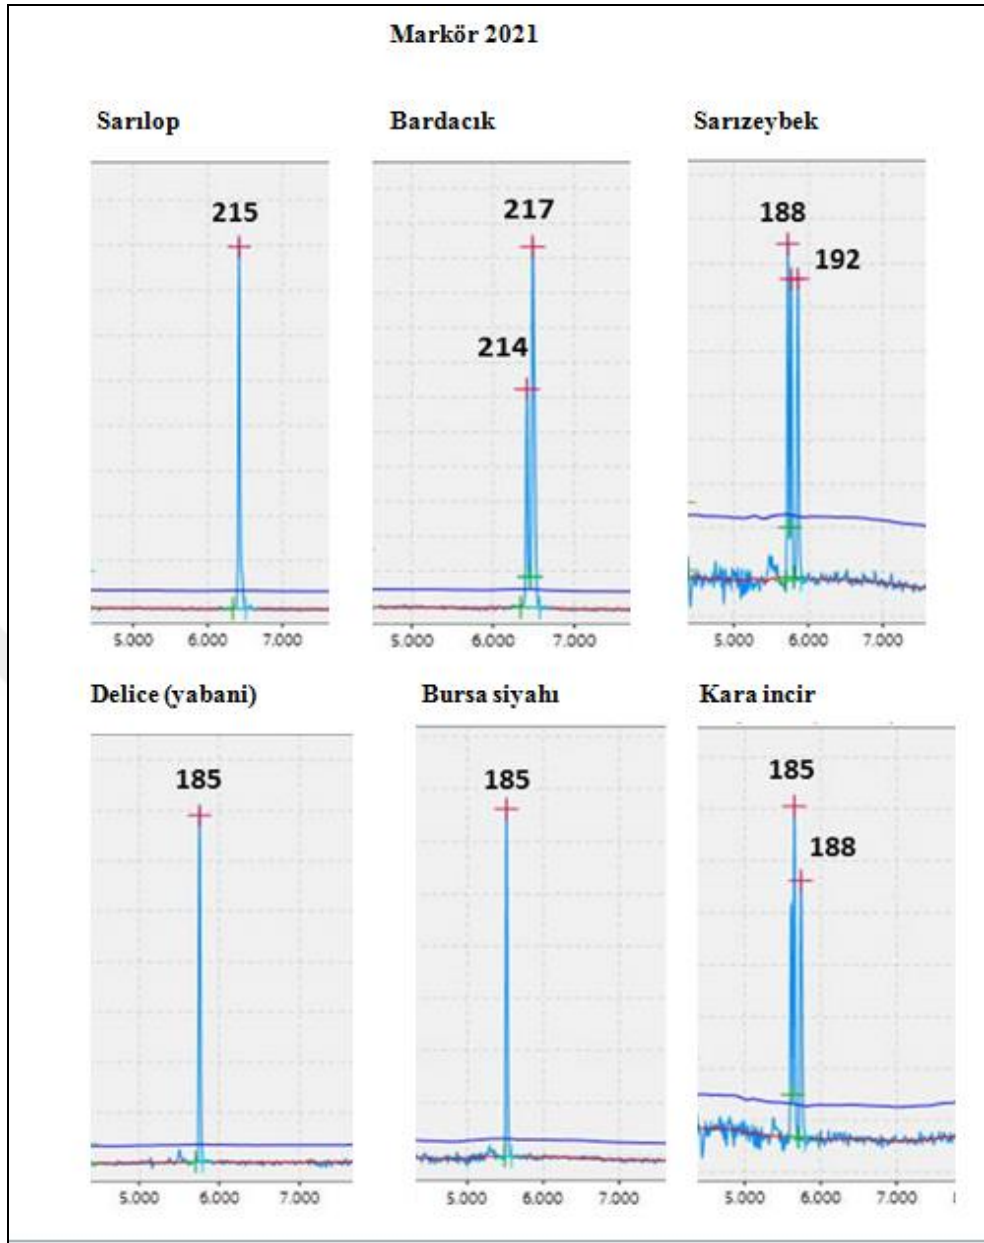 Markör 2021
Sarılop Bardacık Sarızeybek
215
217
214
188
192
5.000 6.000 7.000
5.000 6.000 7.000
5.000 6.000 7.000
Delice (yabani) Bursa siyahı Kara incir
185
185
185
188
5.000 6.000 7.000
5.000 6.000 7.000
5.000 6.000 7.000